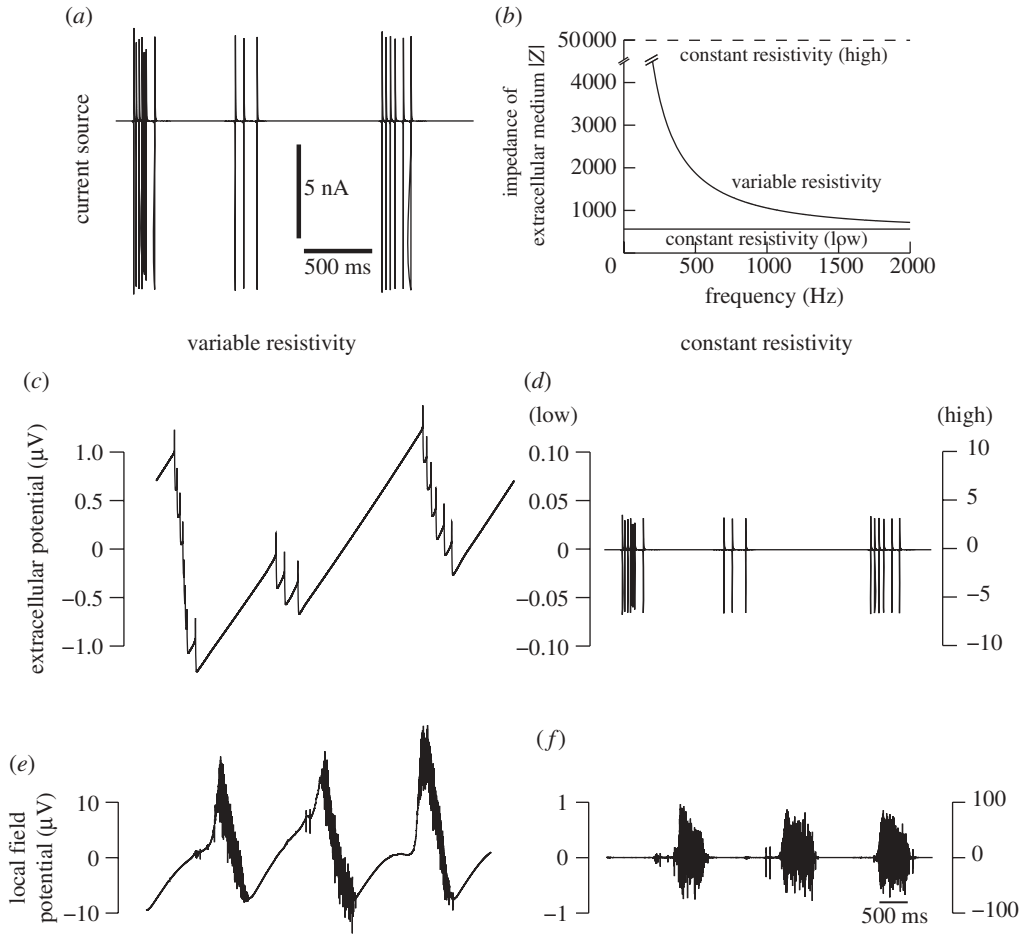 (a)
current source
5 nA
500 ms
(b)
impedance of
extracellular medium |Z|
50000
4000
3000
2000
1000
0
constant resistivity (high)
variable resistivity
constant resistivity (low)
500
1000
1500
2000
frequency (Hz)
variable resistivity
constant resistivity
(c)
extracellular potential (µV)
1.0
0.5
0
−0.5
−1.0
(d)
(low)
(high)
0.10
0.05
0
−0.05
−0.10
10
5
0
−5
−10
(e)
local field
potential (µV)
10
0
−10
(f)
1
0
−1
100
0
−100
500 ms